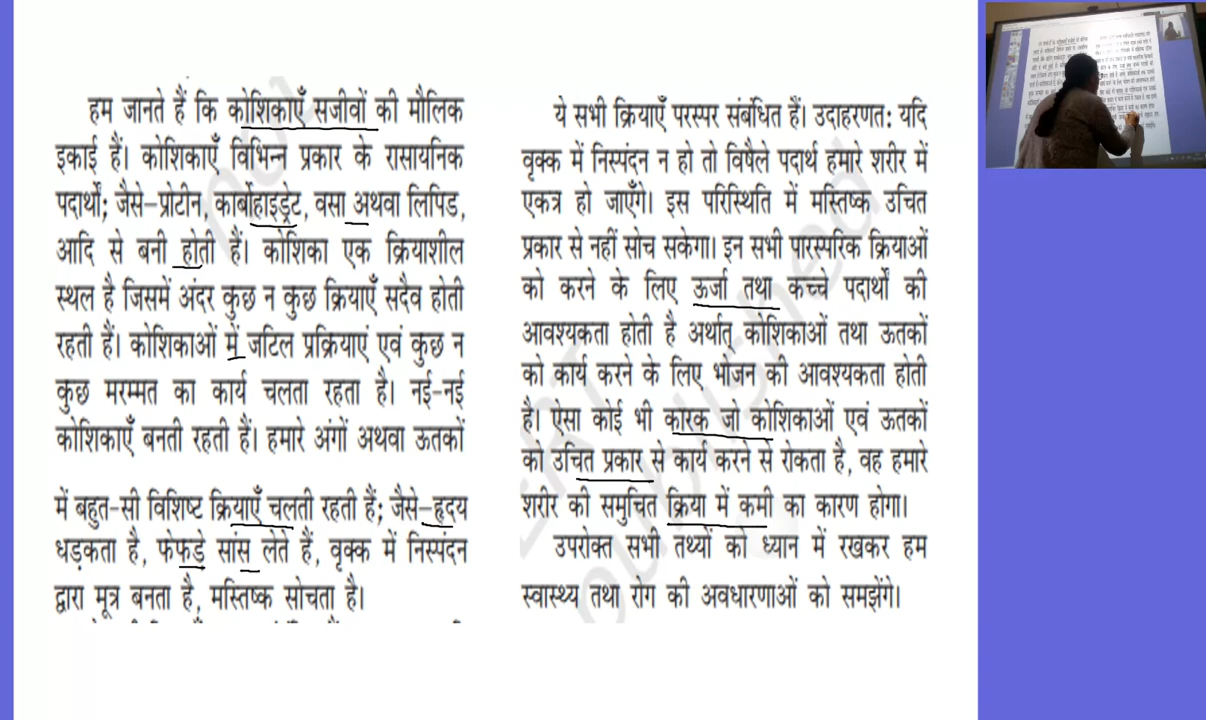 हम जानते हैं कि कोशिकाएँ सजीवों की मौलिक
इकाई हैं। कोशिकाएँ विभिन्न प्रकार के रासायनिक
पदार्थों; जैसे–प्रोटीन, कार्बोहाइड्रेट, वसा अथवा लिपिड,
आदि से बनी होती हैं। कोशिका एक क्रियाशील
स्थल है जिसमें अंदर कुछ न कुछ क्रियाएँ सदैव होती
रहती हैं। कोशिकाओं में जटिल प्रक्रियाएं एवं कुछ न
कुछ मरम्मत का कार्य चलता रहता है। नई-नई
कोशिकाएँ बनती रहती हैं। हमारे अंगों अथवा ऊतकों
में बहुत-सी विशिष्ट क्रियाएँ चलती रहती हैं; जैसे–हृदय
धड़कता है, फेफड़े सांस लेते हैं, वृक्क में निस्पंदन
द्वारा मूत्र बनता है, मस्तिष्क सोचता है।
ये सभी क्रियाएँ परस्पर संबंधित हैं। उदाहरणत: यदि
वृक्क में निस्पंदन न हो तो विषैले पदार्थ हमारे शरीर में
एकत्र हो जाएँगे। इस परिस्थिति में मस्तिष्क उचित
प्रकार से नहीं सोच सकेगा। इन सभी पारस्परिक क्रियाओं
को करने के लिए ऊर्जा तथा कच्चे पदार्थों की
आवश्यकता होती है अर्थात् कोशिकाओं तथा ऊतकों
को कार्य करने के लिए भोजन की आवश्यकता होती
है। ऐसा कोई भी कारक जो कोशिकाओं एवं ऊतकों
को उचित प्रकार से कार्य करने से रोकता है, वह हमारे
शरीर की समुचित क्रिया में कमी का कारण होगा।
उपरोक्त सभी तथ्यों को ध्यान में रखकर हम
स्वास्थ्य तथा रोग की अवधारणाओं को समझेंगे।